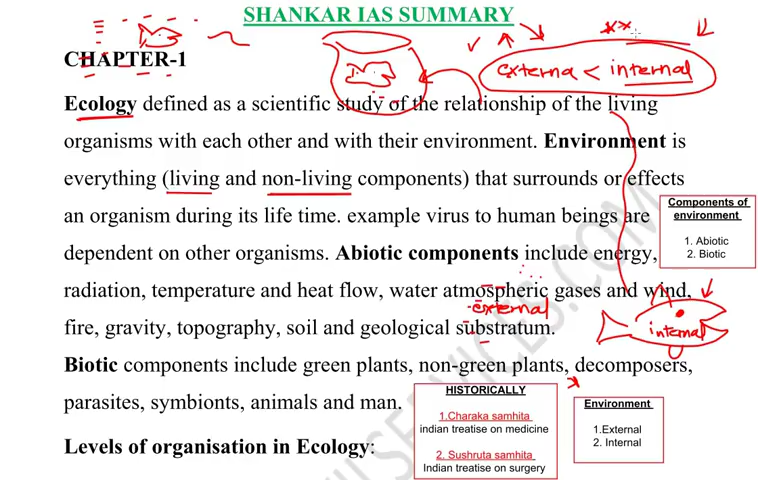 SHANKAR IAS SUMMARY
CHAPTER-1
external < internal
Ecology defined as a scientific study of the relationship of the living
organisms with each other and with their environment. Environment is
everything (living and non-living components) that surrounds or effects
an organism during its life time. example virus to human beings are
dependent on other organisms. Abiotic components include energy,
radiation, temperature and heat flow, water atmospheric gases and wind,
fire, gravity, topography, soil and geological substratum.
Biotic components include green plants, non-green plants, decomposers,
parasites, symbionts, animals and man.
Levels of organisation in Ecology:
Components of
environment
1. Abiotic
2. Biotic
external
internal
HISTORICALLY
1.Charaka samhita
indian treatise on medicine
2. Sushruta samhita
Indian treatise on surgery
Environment
1.External
2. Internal